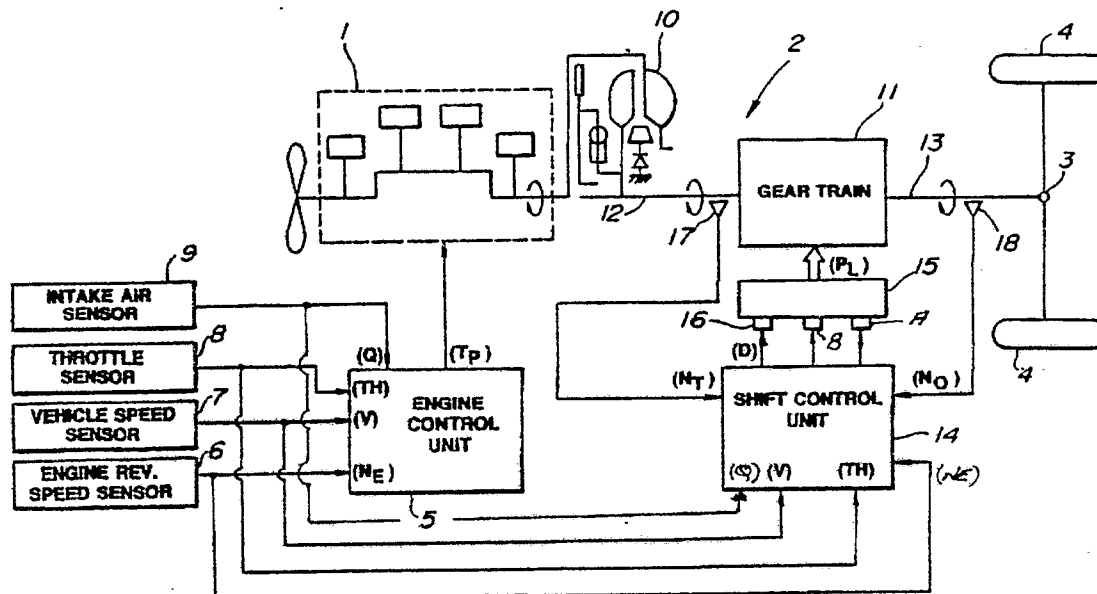 1
10
2
4
11
GEAR TRAIN
13
3
12
17
18
9
INTAKE AIR
SENSOR
8
THROTTLE
SENSOR
7
VEHICLE SPEED
SENSOR
6
ENGINE REV.
SPEED SENSOR
(Q)
(TP)
(TH)
(V)
(NE)
ENGINE
CONTROL
UNIT
5
(PL)
15
16
8
A
(D)
(NT)
(NO)
4
SHIFT CONTROL
UNIT
14
(Q) (V) (TH)
(NE)